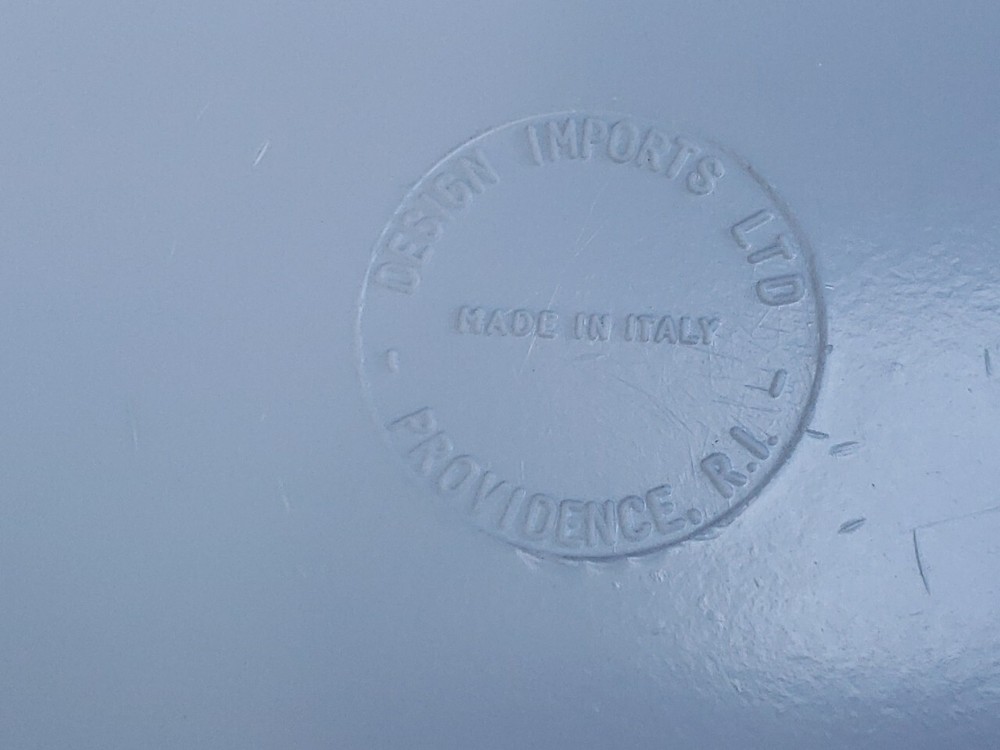 DESIGN IMPORTS LTD
MADE IN ITALY
- PROVIDENCE, R.I. -